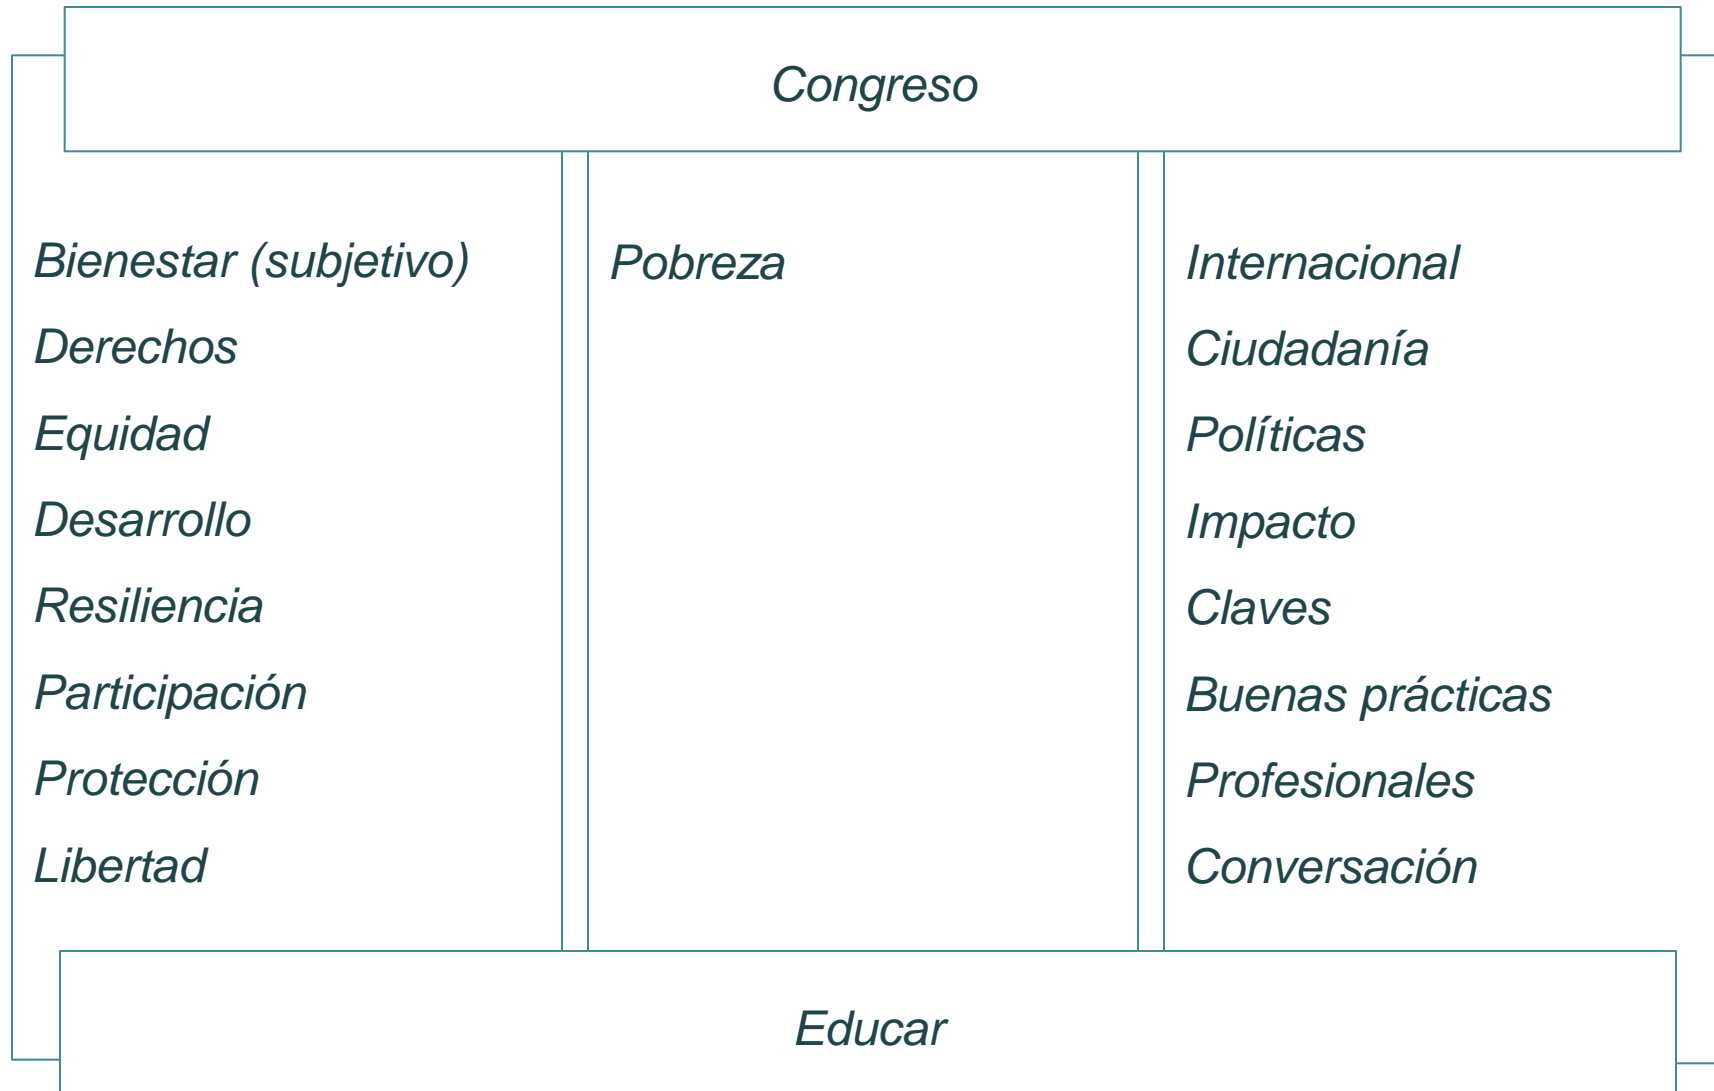 Congreso
Bienestar (subjetivo)
Derechos
Equidad
Desarrollo
Resiliencia
Participación
Protección
Libertad
Pobreza
Internacional
Ciudadanía
Políticas
Impacto
Claves
Buenas prácticas
Profesionales
Conversación
Educar